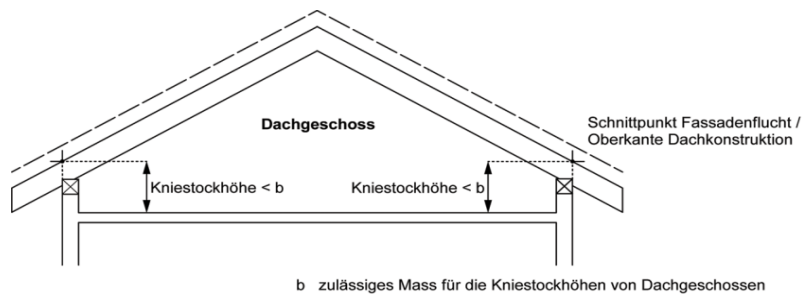 Dachgeschoss
Schnittpunkt Fassadenflucht /
Oberkante Dachkonstruktion
Kniestockhöhe < b
Kniestockhöhe < b
b zulässiges Mass für die Kniestockhöhen von Dachgeschossen